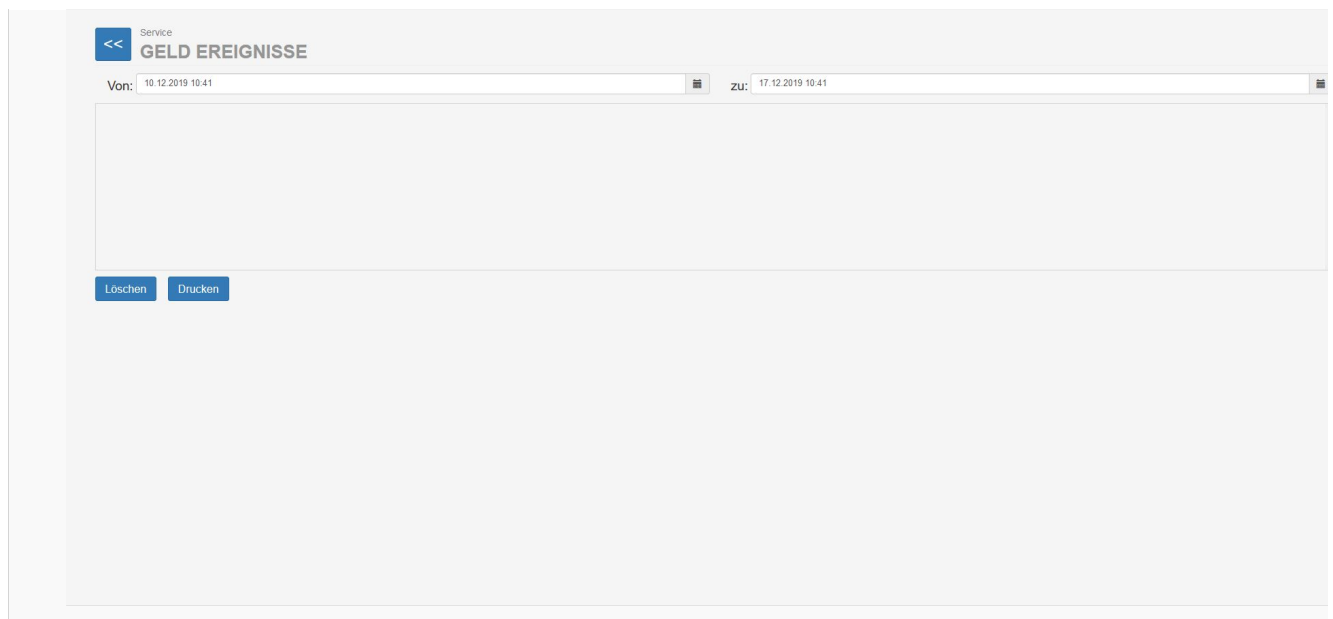 <<
Service
GELD EREIGNISSE
Von: 10.12.2019 10:41 zu: 17.12.2019 10:41
Löschen Drucken